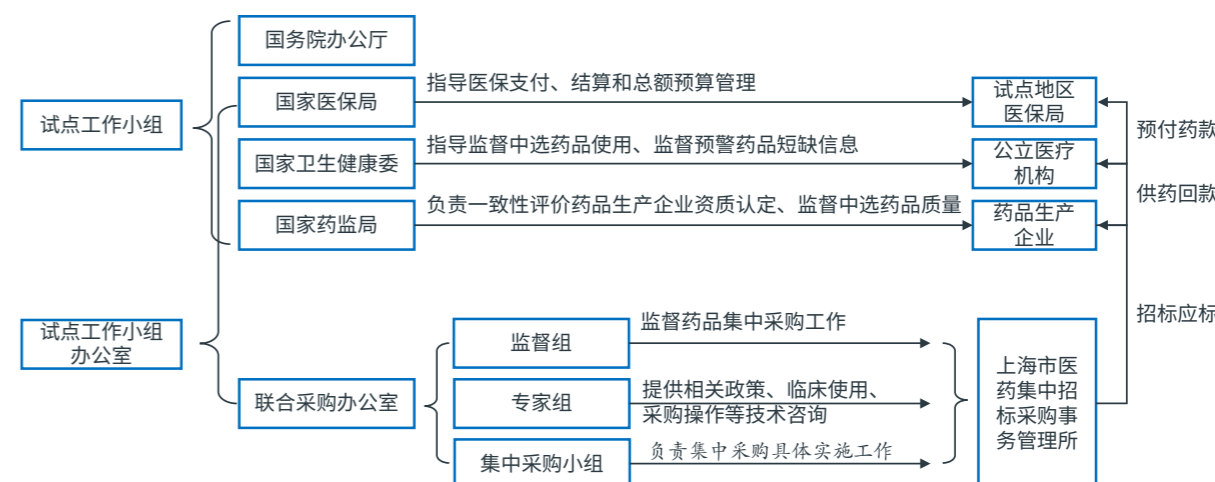 国务院办公厅
指导医保支付、结算和总额预算管理
国家医保局
试点地区
医保局
试点工作小组
预付药款
指导监督中选药品使用、监督预警药品短缺信息
国家卫生健康委
公立医疗
机构
供药回款
负责一致性评价药品生产企业资质认定、监督中选药品质量
国家药监局
药品生产
企业
招标应标
试点工作小组
办公室
监督药品集中采购工作
监督组
联合采购办公室
专家组
提供相关政策、临床使用、
采购操作等技术咨询
上海市医
药集中招
标采购事
务管理所
负责集中采购具体实施工作
集中采购小组